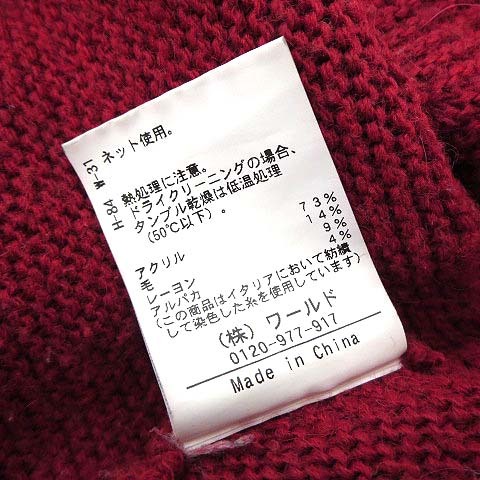 W-31 ネット使用。
H-84 熱処理に注意。
ドライクリーニングの場合、
タンブル乾燥は低温処理
(50℃以下)。
アクリル 73%
毛 14%
レーヨン 9%
アルパカ 4%
(この商品はイタリアにおいて紡績
して染色した糸を使用しています)
(株) ワールド
0120-977-917
Made in China